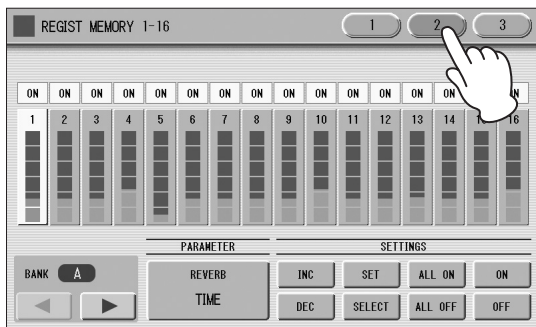 REGIST MEMORY 1-16 1 2 3
ON ON ON ON ON ON ON ON ON ON ON ON ON ON ON
1 2 3 4 5 6 7 8 9 10 11 12 13 14 16
PARAMETER SETTINGS
BANK A REVERB TIME
INC SET ALL ON ON
DEC SELECT ALL OFF OFF